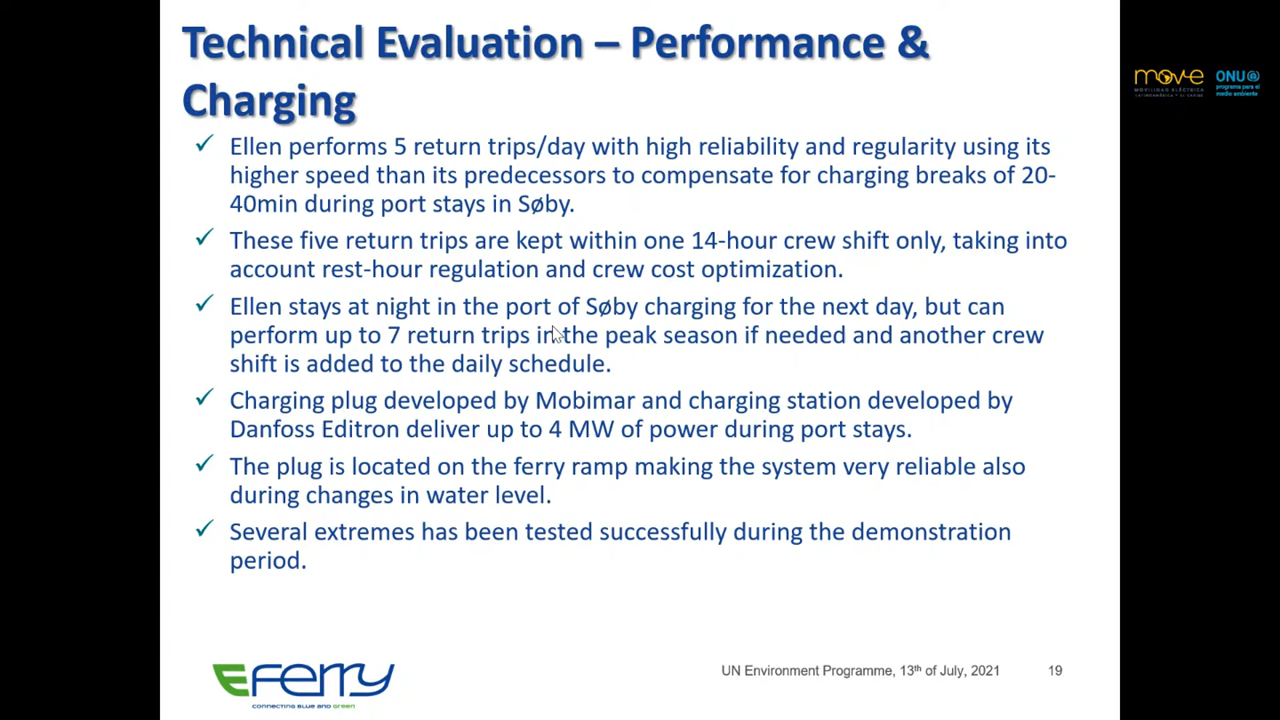 Technical Evaluation – Performance &
Charging
✓ Ellen performs 5 return trips/day with high reliability and regularity using its
higher speed than its predecessors to compensate for charging breaks of 20-
40min during port stays in Søby.
✓ These five return trips are kept within one 14-hour crew shift only, taking into
account rest-hour regulation and crew cost optimization.
✓ Ellen stays at night in the port of Søby charging for the next day, but can
perform up to 7 return trips in the peak season if needed and another crew
shift is added to the daily schedule.
✓ Charging plug developed by Mobimar and charging station developed by
Danfoss Editron deliver up to 4 MW of power during port stays.
✓ The plug is located on the ferry ramp making the system very reliable also
during changes in water level.
✓ Several extremes has been tested successfully during the demonstration
period.
EFerry
CONNECTING BLUE AND GREEN
UN Environment Programme, 13th of July, 2021
19
move
MOVILIDAD ELÉCTRICA
LATINOAMÉRICA Y EL CARIBE
ONU
programa para el
medio ambiente